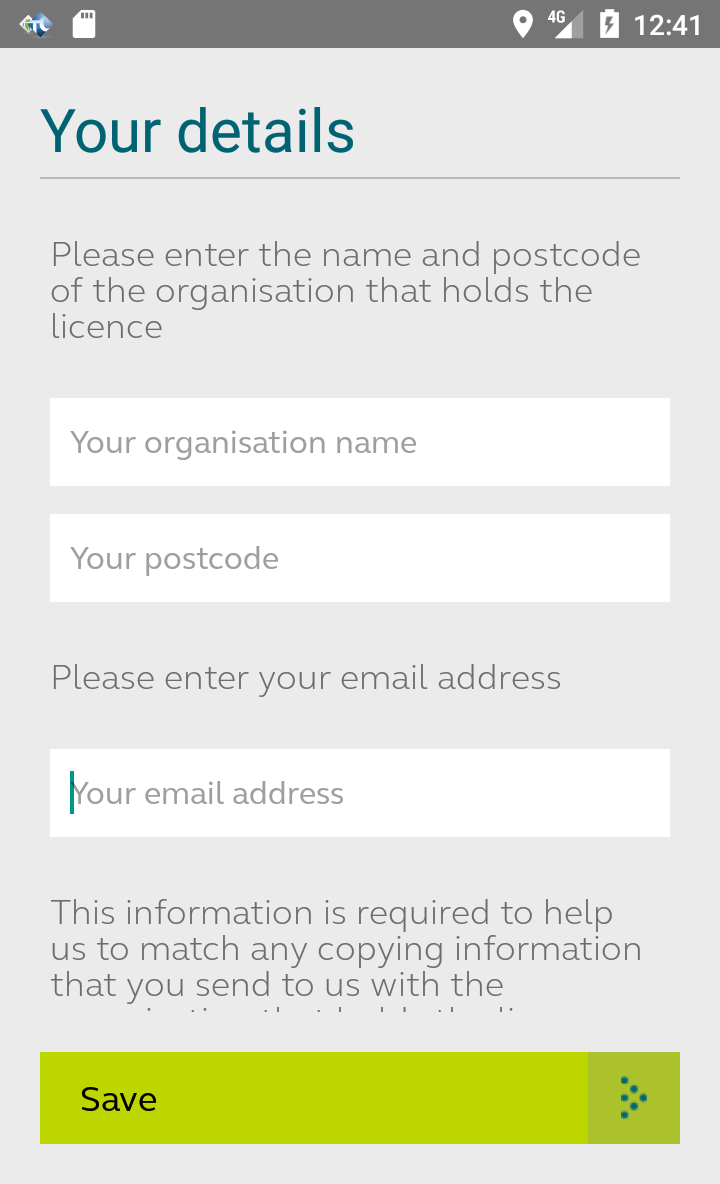 4G
12:41
Your details
Please enter the name and postcode
of the organisation that holds the
licence
Your organisation name
Your postcode
Please enter your email address
Your email address
This information is required to help
us to match any copying information
that you send to us with the
Save